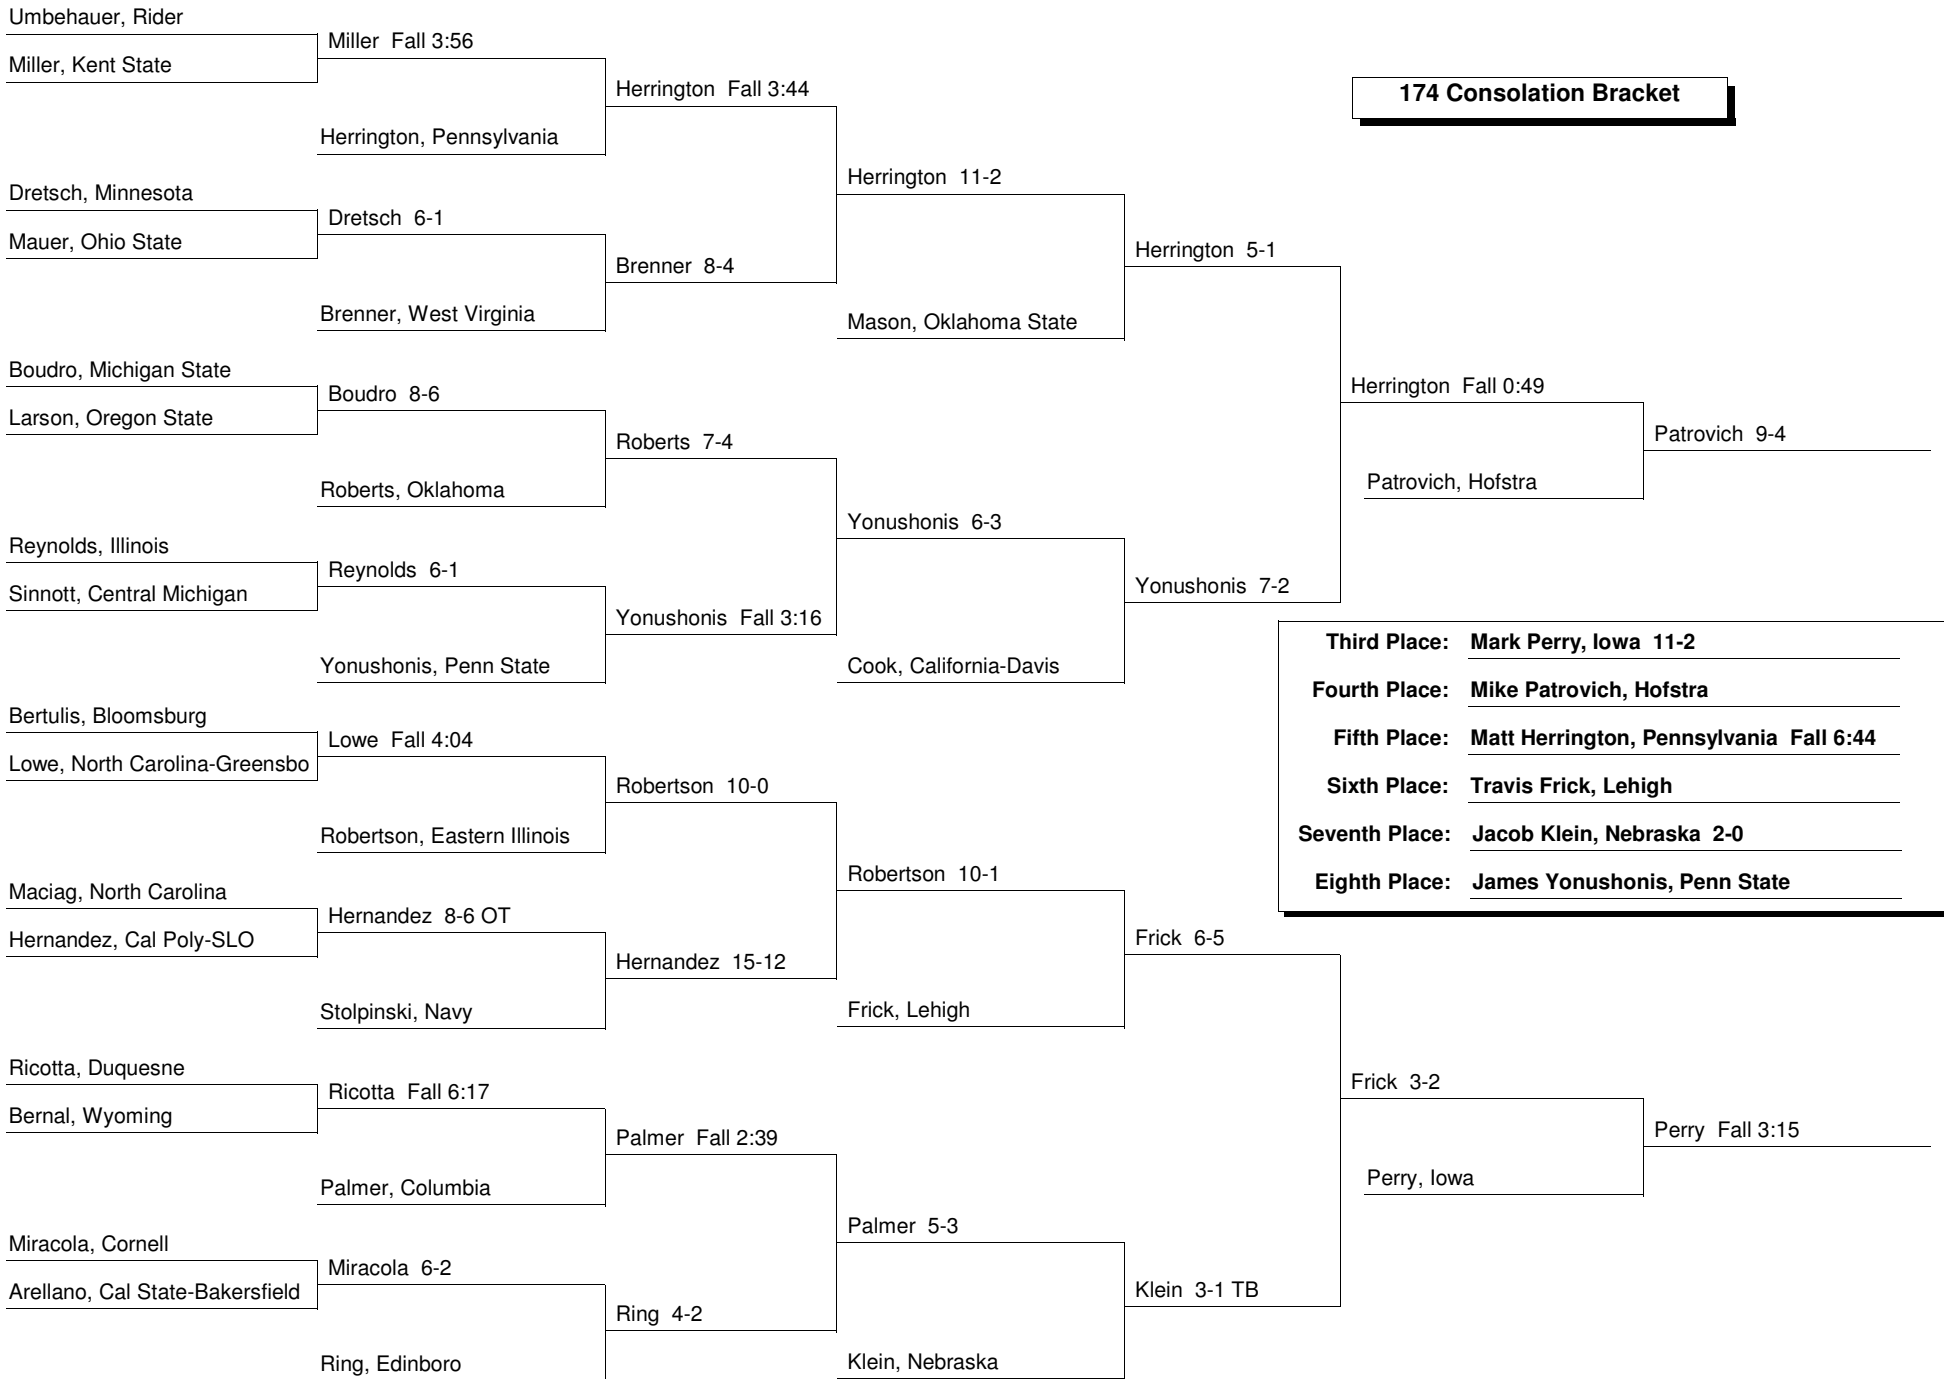 Umbehauer, Rider
Miller, Kent State
Miller  Fall 3:56
Herrington, Pennsylvania
Herrington  Fall 3:44
174 Consolation Bracket
Dretsch, Minnesota
Mauer, Ohio State
Dretsch  6-1
Brenner, West Virginia
Brenner  8-4
Herrington  11-2
Mason, Oklahoma State
Herrington  5-1
Boudro, Michigan State
Larson, Oregon State
Boudro  8-6
Roberts, Oklahoma
Roberts  7-4
Reynolds, Illinois
Sinnott, Central Michigan
Reynolds  6-1
Yonushonis, Penn State
Yonushonis  Fall 3:16
Yonushonis  6-3
Cook, California-Davis
Yonushonis  7-2
Herrington  Fall 0:49
Patrovich, Hofstra
Patrovich  9-4
Third Place: Mark Perry, Iowa  11-2
Fourth Place: Mike Patrovich, Hofstra
Fifth Place: Matt Herrington, Pennsylvania  Fall 6:44
Sixth Place: Travis Frick, Lehigh
Seventh Place: Jacob Klein, Nebraska  2-0
Eighth Place: James Yonushonis, Penn State
Bertulis, Bloomsburg
Lowe, North Carolina-Greensbo
Lowe  Fall 4:04
Robertson, Eastern Illinois
Robertson  10-0
Maciag, North Carolina
Hernandez, Cal Poly-SLO
Hernandez  8-6 OT
Stolpinski, Navy
Hernandez  15-12
Robertson  10-1
Frick, Lehigh
Frick  6-5
Ricotta, Duquesne
Bernal, Wyoming
Ricotta  Fall 6:17
Palmer, Columbia
Palmer  Fall 2:39
Miracola, Cornell
Arellano, Cal State-Bakersfield
Miracola  6-2
Ring, Edinboro
Ring  4-2
Palmer  5-3
Klein, Nebraska
Klein  3-1 TB
Frick  3-2
Perry, Iowa
Perry  Fall 3:15